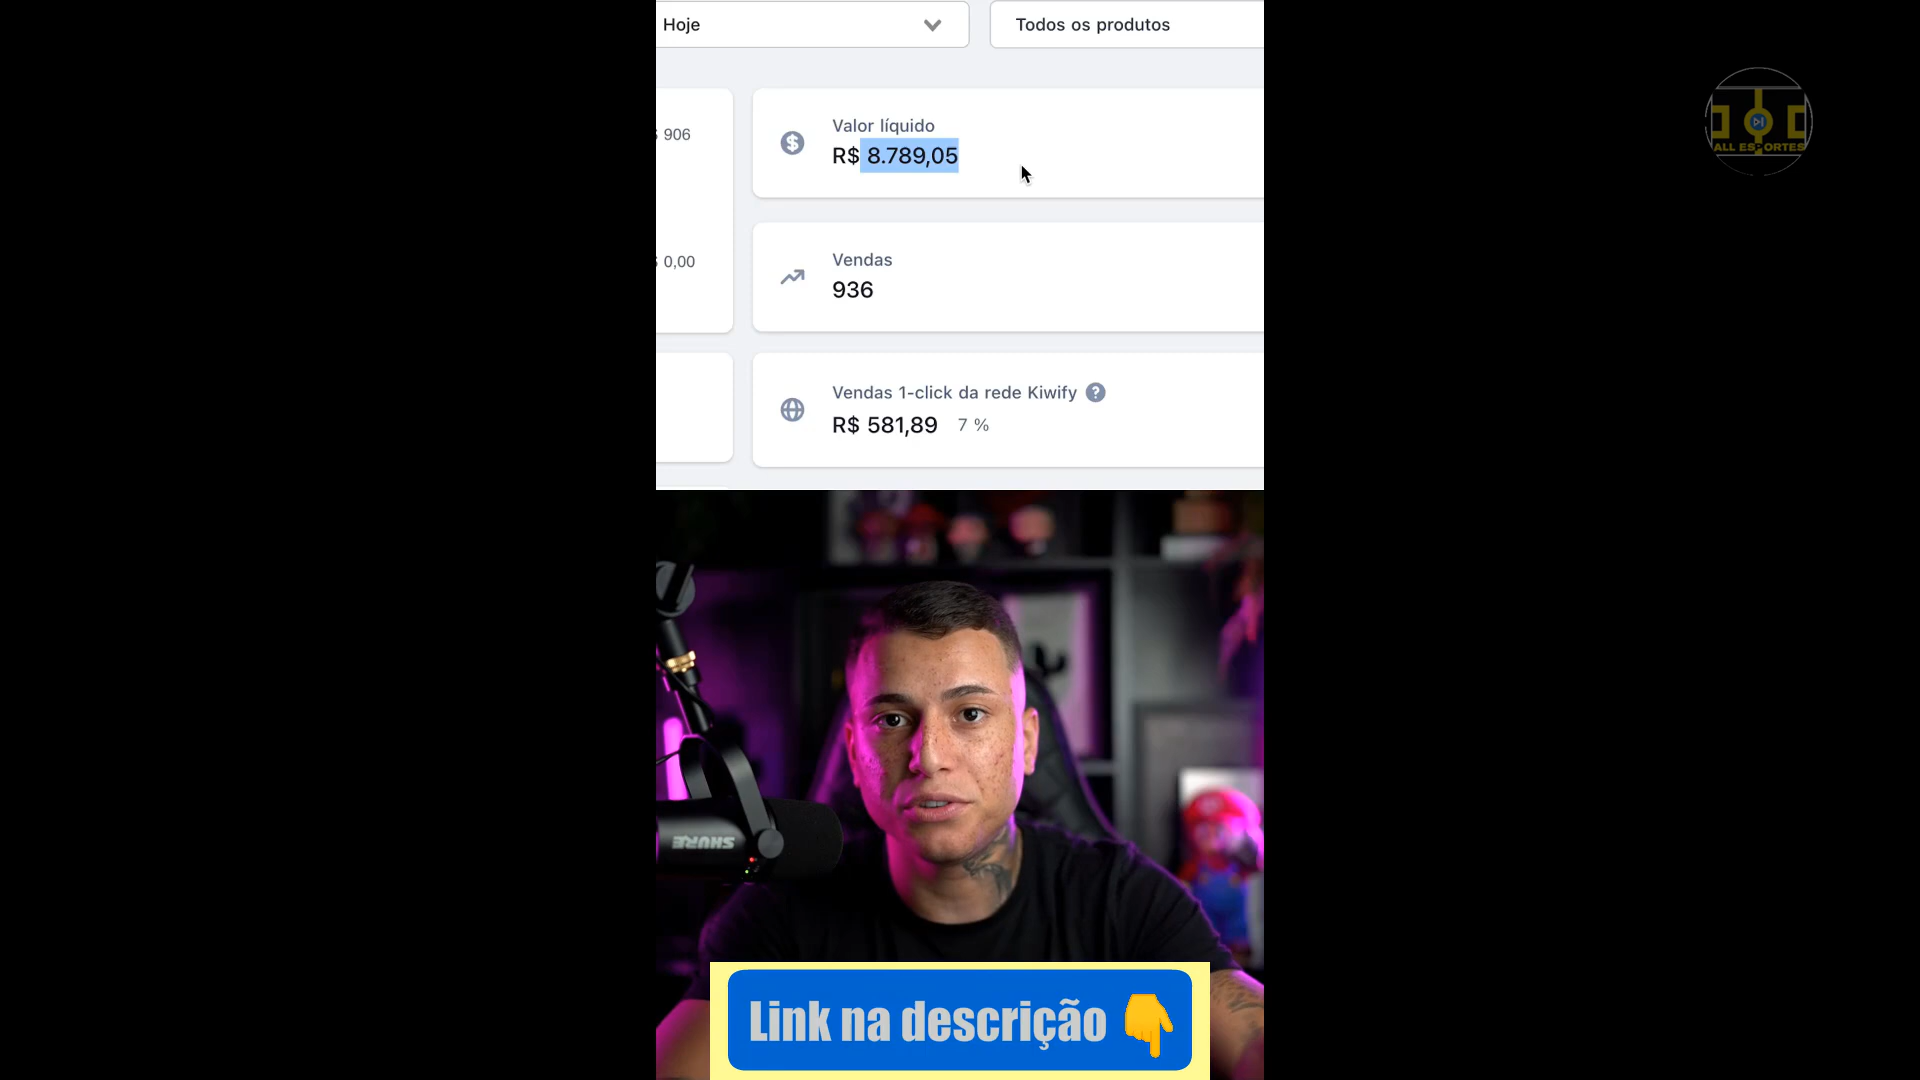 Hoje
Todos os produtos
906
Valor líquido
R$ 8.789,05
0,00
Vendas
936
Vendas 1-click da rede Kiwify ?
R$ 581,89 7 %
ALL ESPORTES
SHURE
Link na descrição